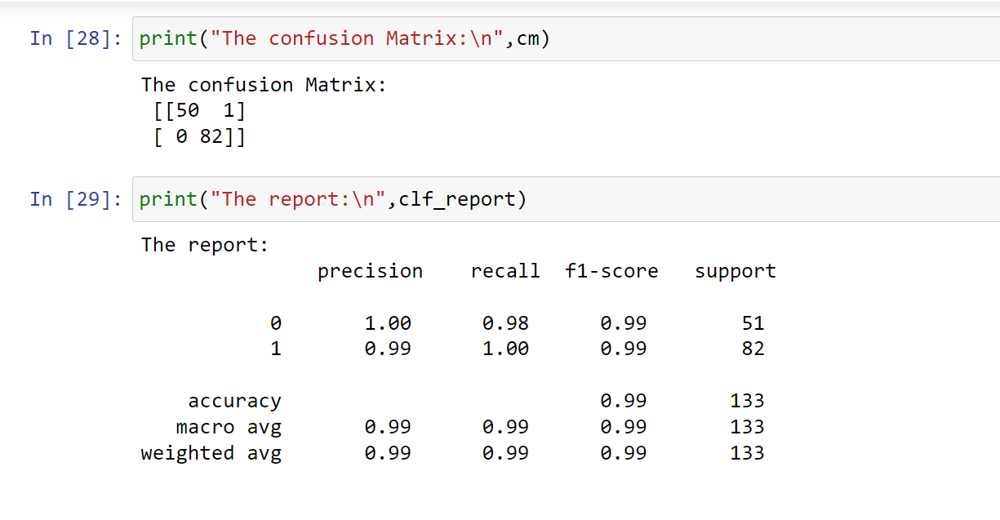 In [28]: print("The confusion Matrix:\n",cm)
The confusion Matrix:
[[50 1]
[ 0 82]]
In [29]: print("The report:\n",clf_report)
The report:
precision recall f1-score support
0 1.00 0.98 0.99 51
1 0.99 1.00 0.99 82
accuracy 0.99 133
macro avg 0.99 0.99 0.99 133
weighted avg 0.99 0.99 0.99 133